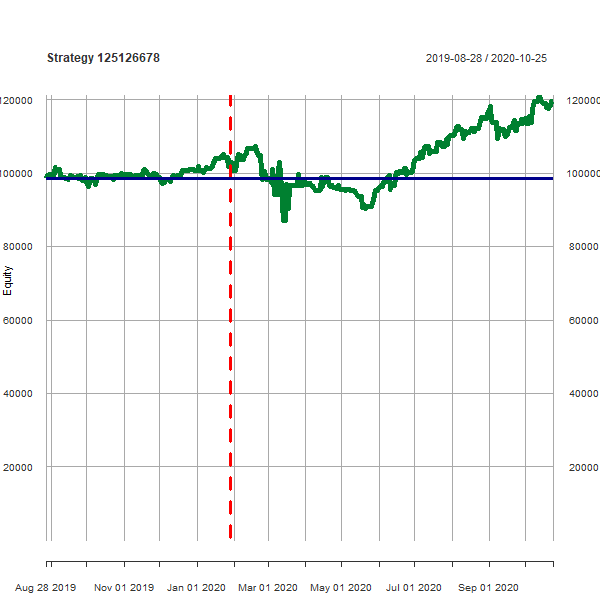 Strategy 125126678
2019-08-28 / 2020-10-25
120000
120000
100000
100000
80000
80000
60000
60000
40000
40000
20000
20000
Equity
Aug 28 2019
Nov 01 2019
Jan 01 2020
Mar 01 2020
May 01 2020
Jul 01 2020
Sep 01 2020